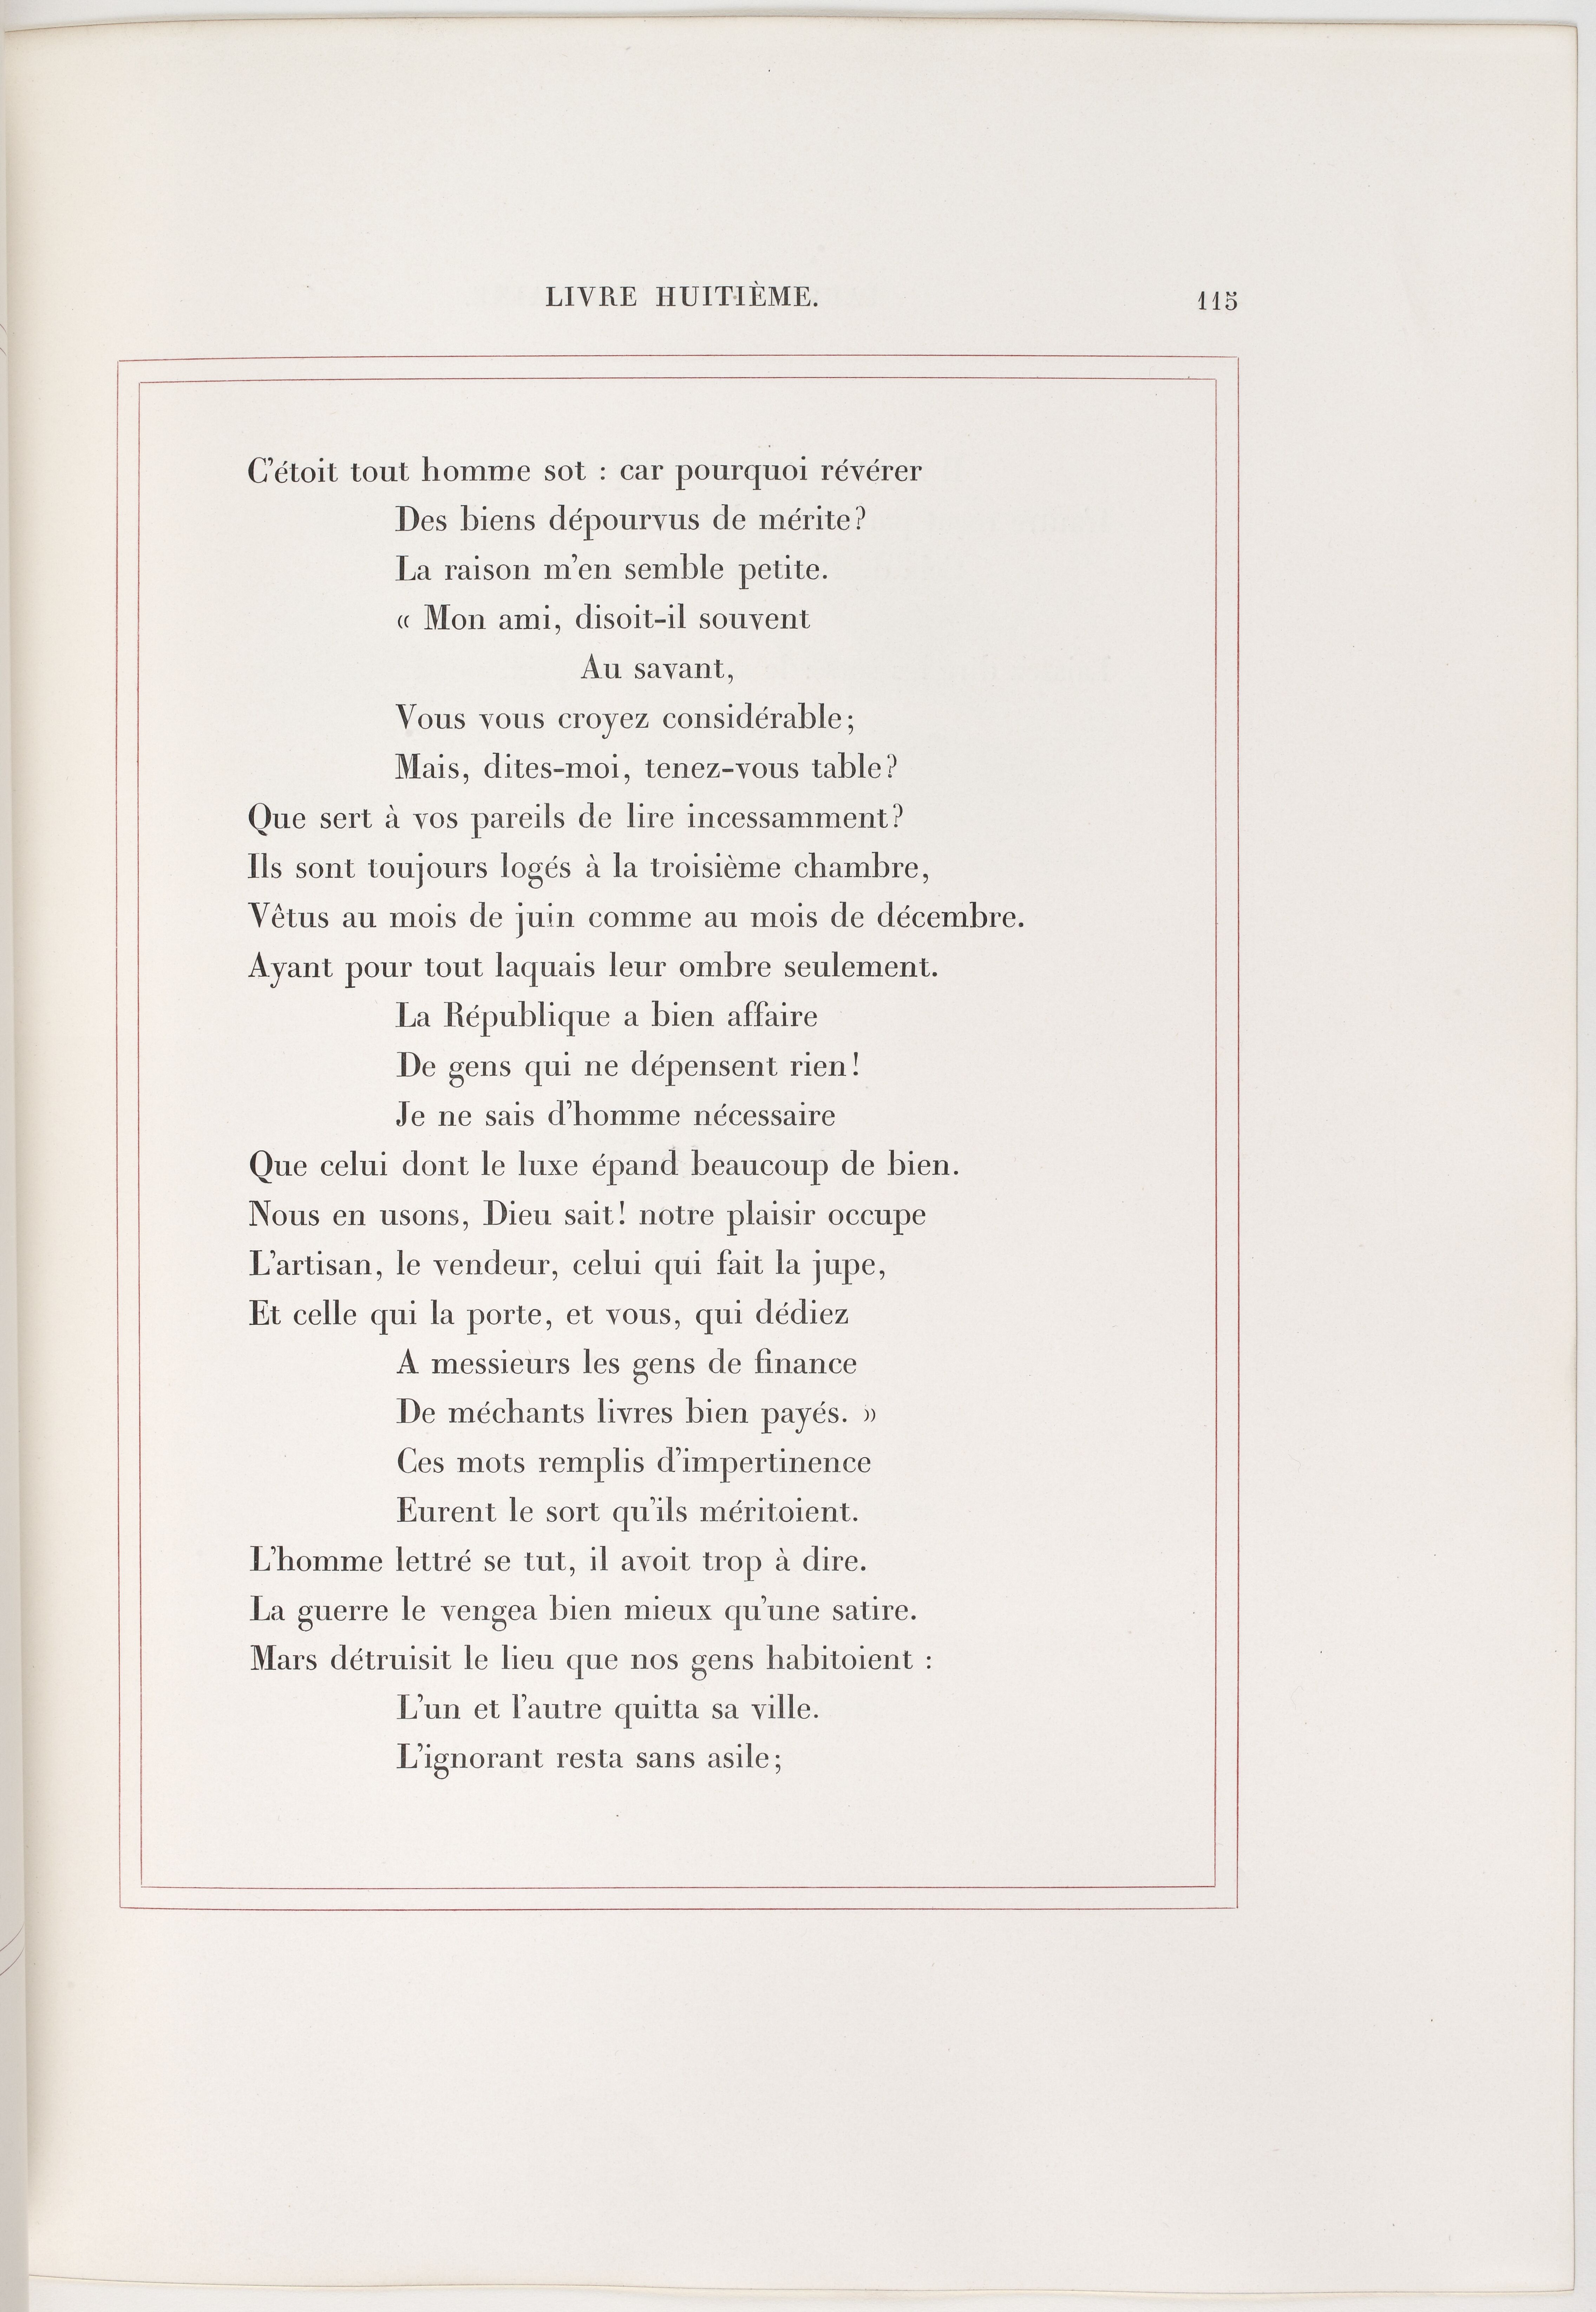 LIVRE HUITIÈME. 115
C'étoit tout homme sot : car pourquoi révérer
Des biens dépourvus de mérite?
La raison m'en semble petite.
« Mon ami, disoit-il souvent
Au savant,
Vous vous croyez considérable;
Mais, dites-moi, tenez-vous table?
Que sert à vos pareils de lire incessamment?
Ils sont toujours logés à la troisième chambre,
Vêtus au mois de juin comme au mois de décembre.
Ayant pour tout laquais leur ombre seulement.
La République a bien affaire
De gens qui ne dépensent rien!
Je ne sais d'homme nécessaire
Que celui dont le luxe épand beaucoup de bien.
Nous en usons, Dieu sait! notre plaisir occupe
L'artisan, le vendeur, celui qui fait la jupe,
Et celle qui la porte, et vous, qui dédiez
A messieurs les gens de finance
De méchants livres bien payés. »
Ces mots remplis d'impertinence
Eurent le sort qu'ils méritoient.
L'homme lettré se tut, il avoit trop à dire.
La guerre le vengea bien mieux qu'une satire.
Mars détruisit le lieu que nos gens habitoient :
L'un et l'autre quitta sa ville.
L'ignorant resta sans asile;